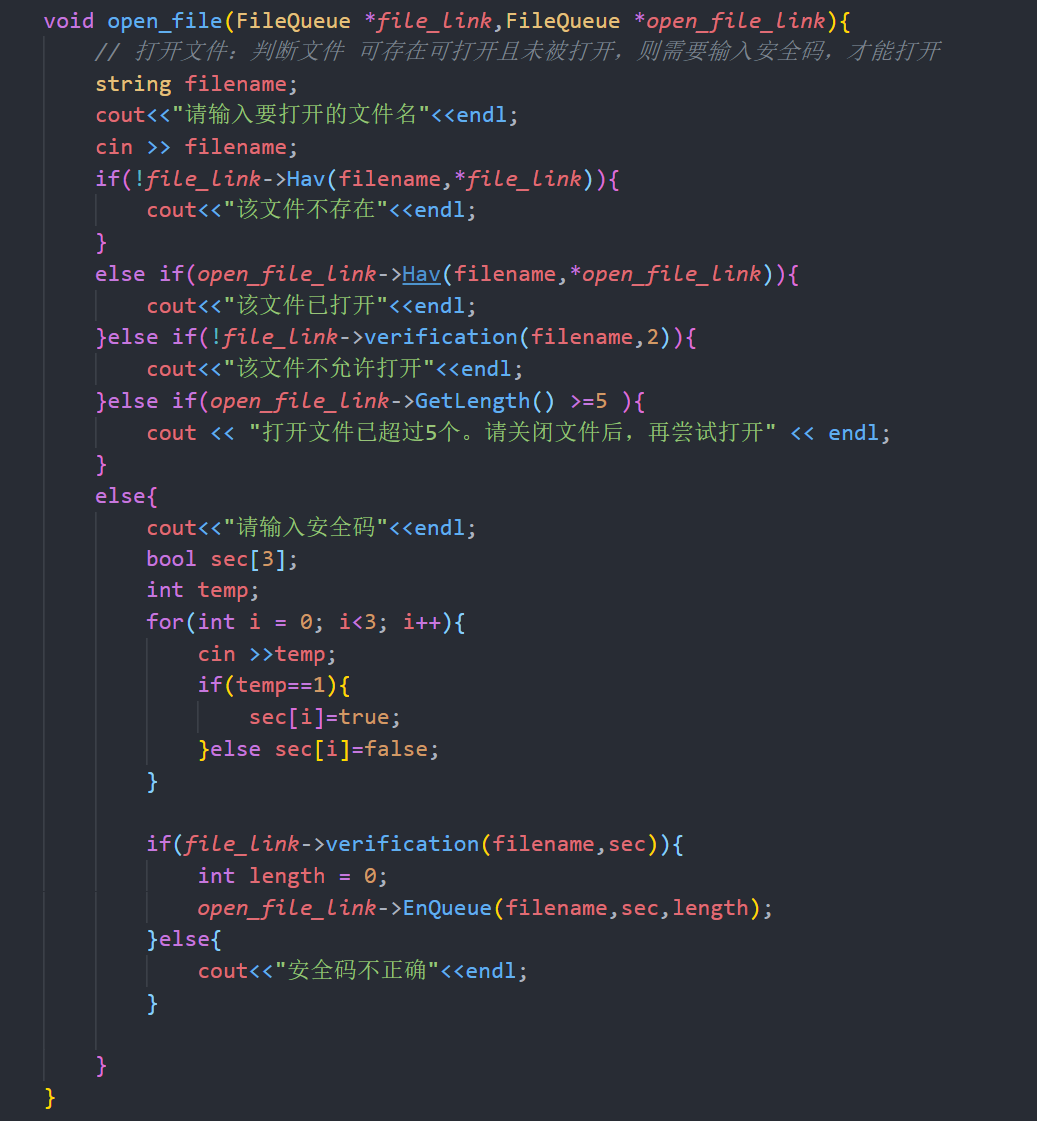 void open_file(FileQueue *file_link,FileQueue *open_file_link){
    // 打开文件：判断文件 可存在可打开且未被打开，则需要输入安全码，才能打开
    string filename;
    cout<<"请输入要打开的文件名"<<endl;
    cin >> filename;
    if(!file_link->Hav(filename,*file_link)){
        cout<<"该文件不存在"<<endl;
    }
    else if(open_file_link->Hav(filename,*open_file_link)){
        cout<<"该文件已打开"<<endl;
    }else if(!file_link->verification(filename,2)){
        cout<<"该文件不允许打开"<<endl;
    }else if(open_file_link->GetLength() >=5 ){
        cout << "打开文件已超过5个。请关闭文件后，再尝试打开" << endl;
    }
    else{
        cout<<"请输入安全码"<<endl;
        bool sec[3];
        int temp;
        for(int i = 0; i<3; i++){
            cin >>temp;
            if(temp==1){
                sec[i]=true;
            }else sec[i]=false;
        }
        if(file_link->verification(filename,sec)){
            int length = 0;
            open_file_link->EnQueue(filename,sec,length);
        }else{
            cout<<"安全码不正确"<<endl;
        }
    }
}